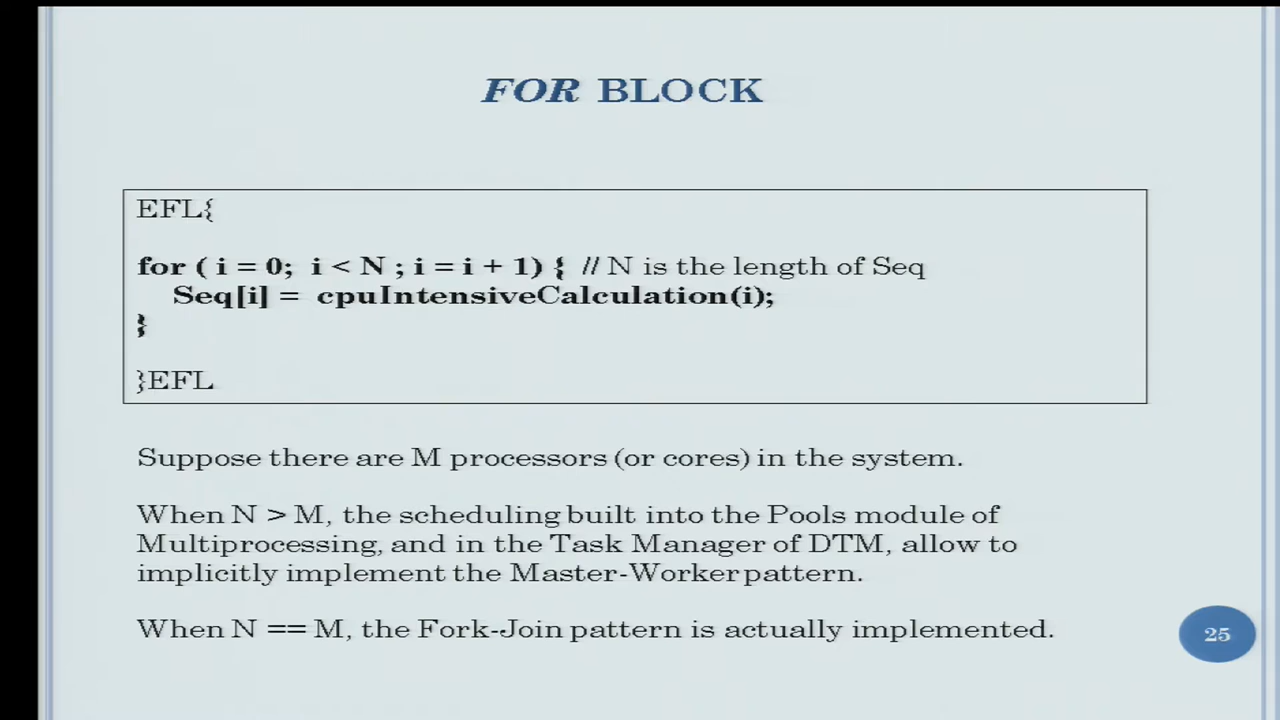 FOR BLOCK
EFL{
for ( i = 0; i < N ; i = i + 1) { // N is the length of Seq
Seq[i] = cpuIntensiveCalculation(i);
}
}EFL
Suppose there are M processors (or cores) in the system.
When N > M, the scheduling built into the Pools module of
Multiprocessing, and in the Task Manager of DTM, allow to
implicitly implement the Master-Worker pattern.
When N == M, the Fork-Join pattern is actually implemented.
25